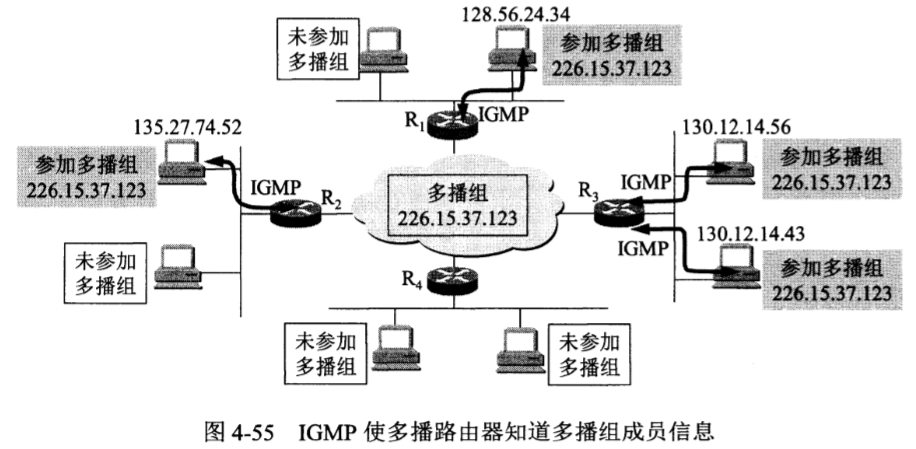 128.56.24.34
未参加
多播组
参加多播组
226.15.37.123
IGMP
R1
135.27.74.52
参加多播组
226.15.37.123
IGMP
R2
多播组
226.15.37.123
R3
130.12.14.56
IGMP
参加多播组
226.15.37.123
130.12.14.43
IGMP
参加多播组
226.15.37.123
未参加
多播组
R4
未参加
多播组
未参加
多播组
图 4-55 IGMP 使多播路由器知道多播组成员信息